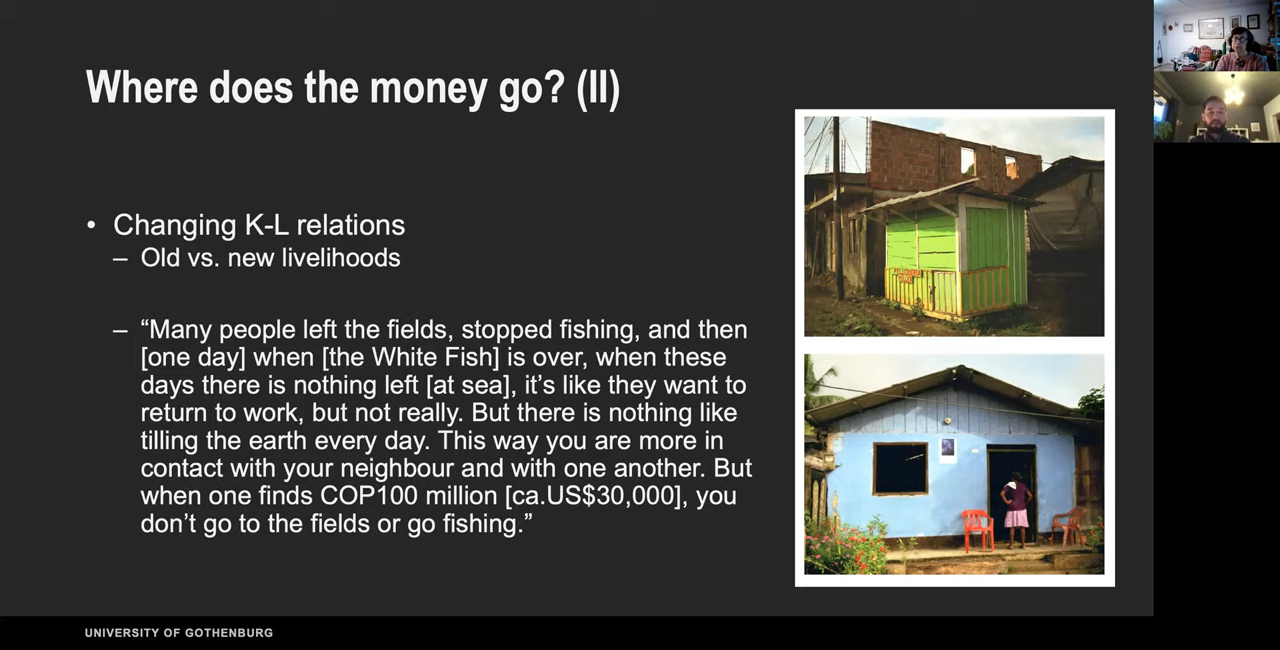 Where does the money go? (II)
• Changing K-L relations
– Old vs. new livelihoods
– “Many people left the fields, stopped fishing, and then
[one day] when [the White Fish] is over, when these
days there is nothing left [at sea], it’s like they want to
return to work, but not really. But there is nothing like
tilling the earth every day. This way you are more in
contact with your neighbour and with one another. But
when one finds COP100 million [ca.US$30,000], you
don’t go to the fields or go fishing.”
UNIVERSITY OF GOTHENBURG